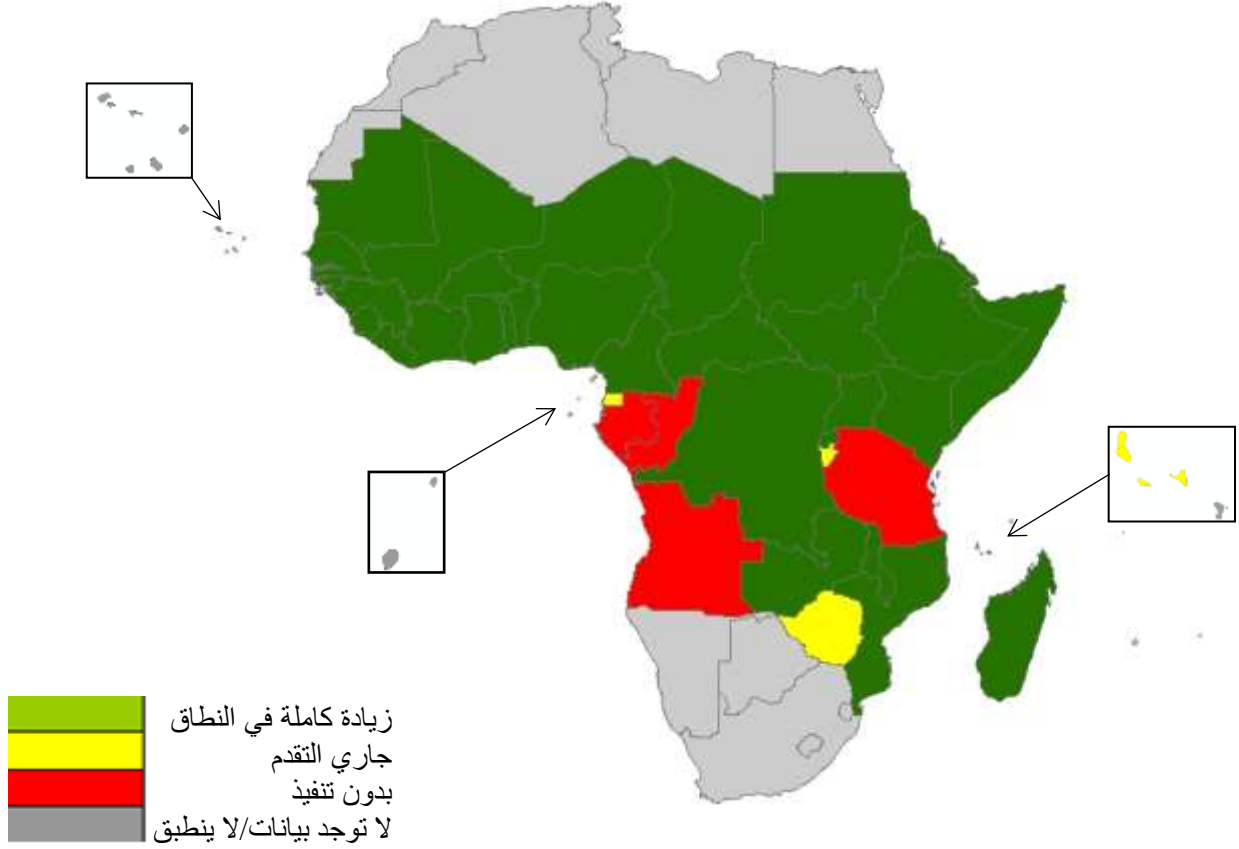 زيادة كاملة في النطاق
جاري التقدم
بدون تنفيذ
لا توجد بيانات/لا ينطبق